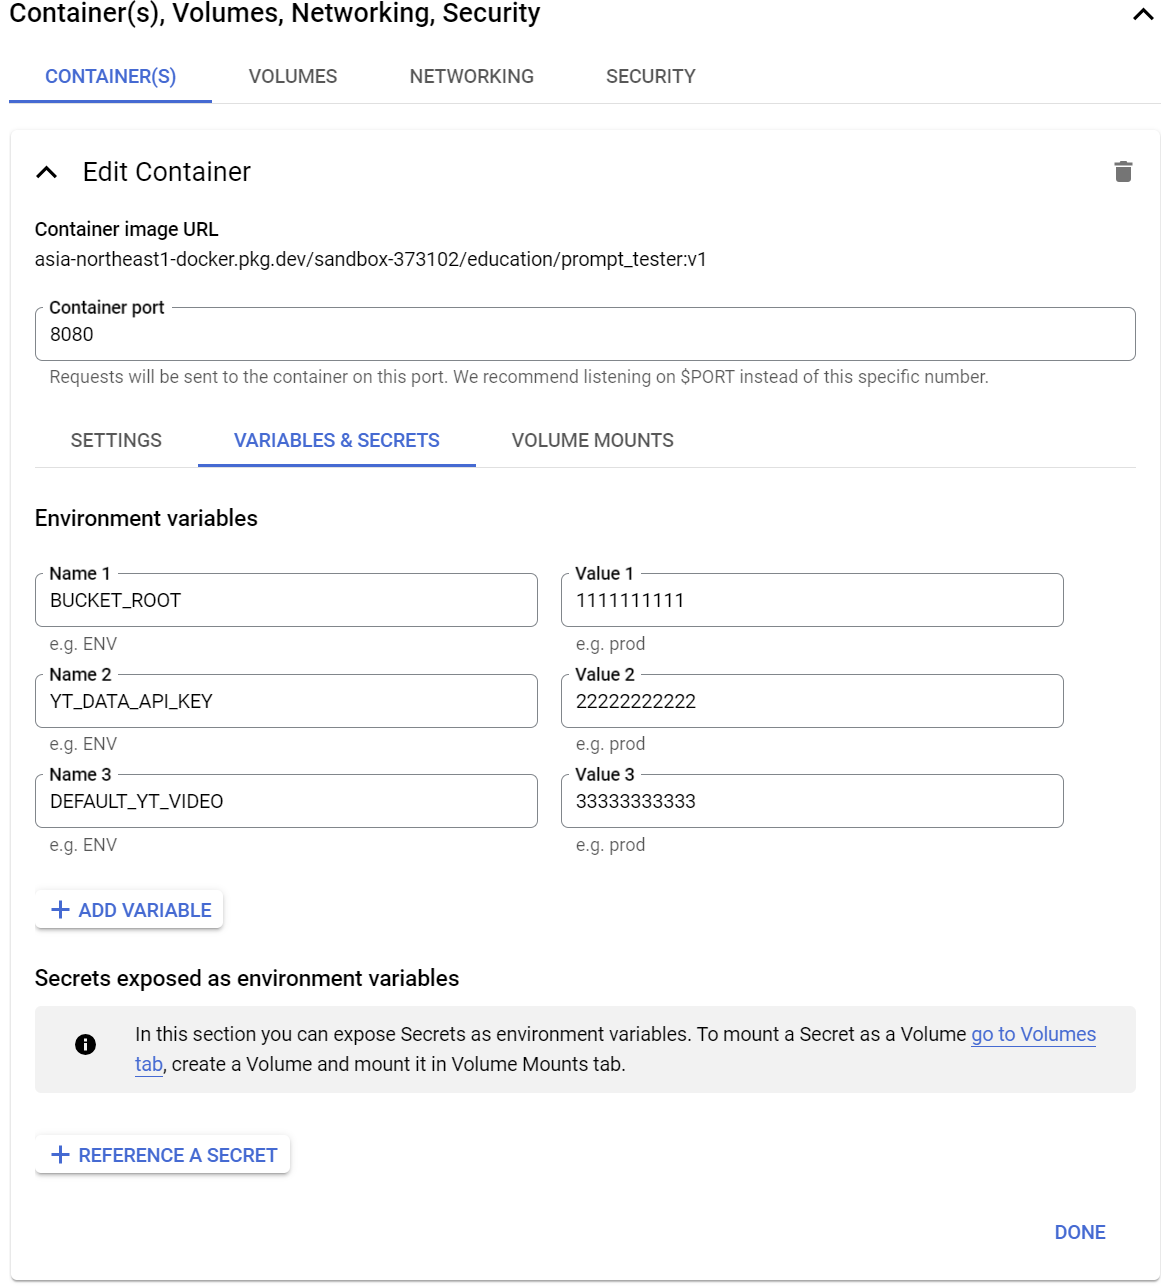 Container(s), Volumes, Networking, Security
CONTAINER(S) VOLUMES NETWORKING SECURITY
Edit Container
Container image URL
asia-northeast1-docker.pkg.dev/sandbox-373102/education/prompt_tester:v1
Container port
8080
Requests will be sent to the container on this port. We recommend listening on $PORT instead of this specific number.
SETTINGS VARIABLES & SECRETS VOLUME MOUNTS
Environment variables
Name 1 Value 1
BUCKET_ROOT 1111111111
e.g. ENV e.g. prod
Name 2 Value 2
YT_DATA_API_KEY 22222222222
e.g. ENV e.g. prod
Name 3 Value 3
DEFAULT_YT_VIDEO 33333333333
e.g. ENV e.g. prod
+ ADD VARIABLE
Secrets exposed as environment variables
In this section you can expose Secrets as environment variables. To mount a Secret as a Volume go to Volumes
tab, create a Volume and mount it in Volume Mounts tab.
+ REFERENCE A SECRET
DONE